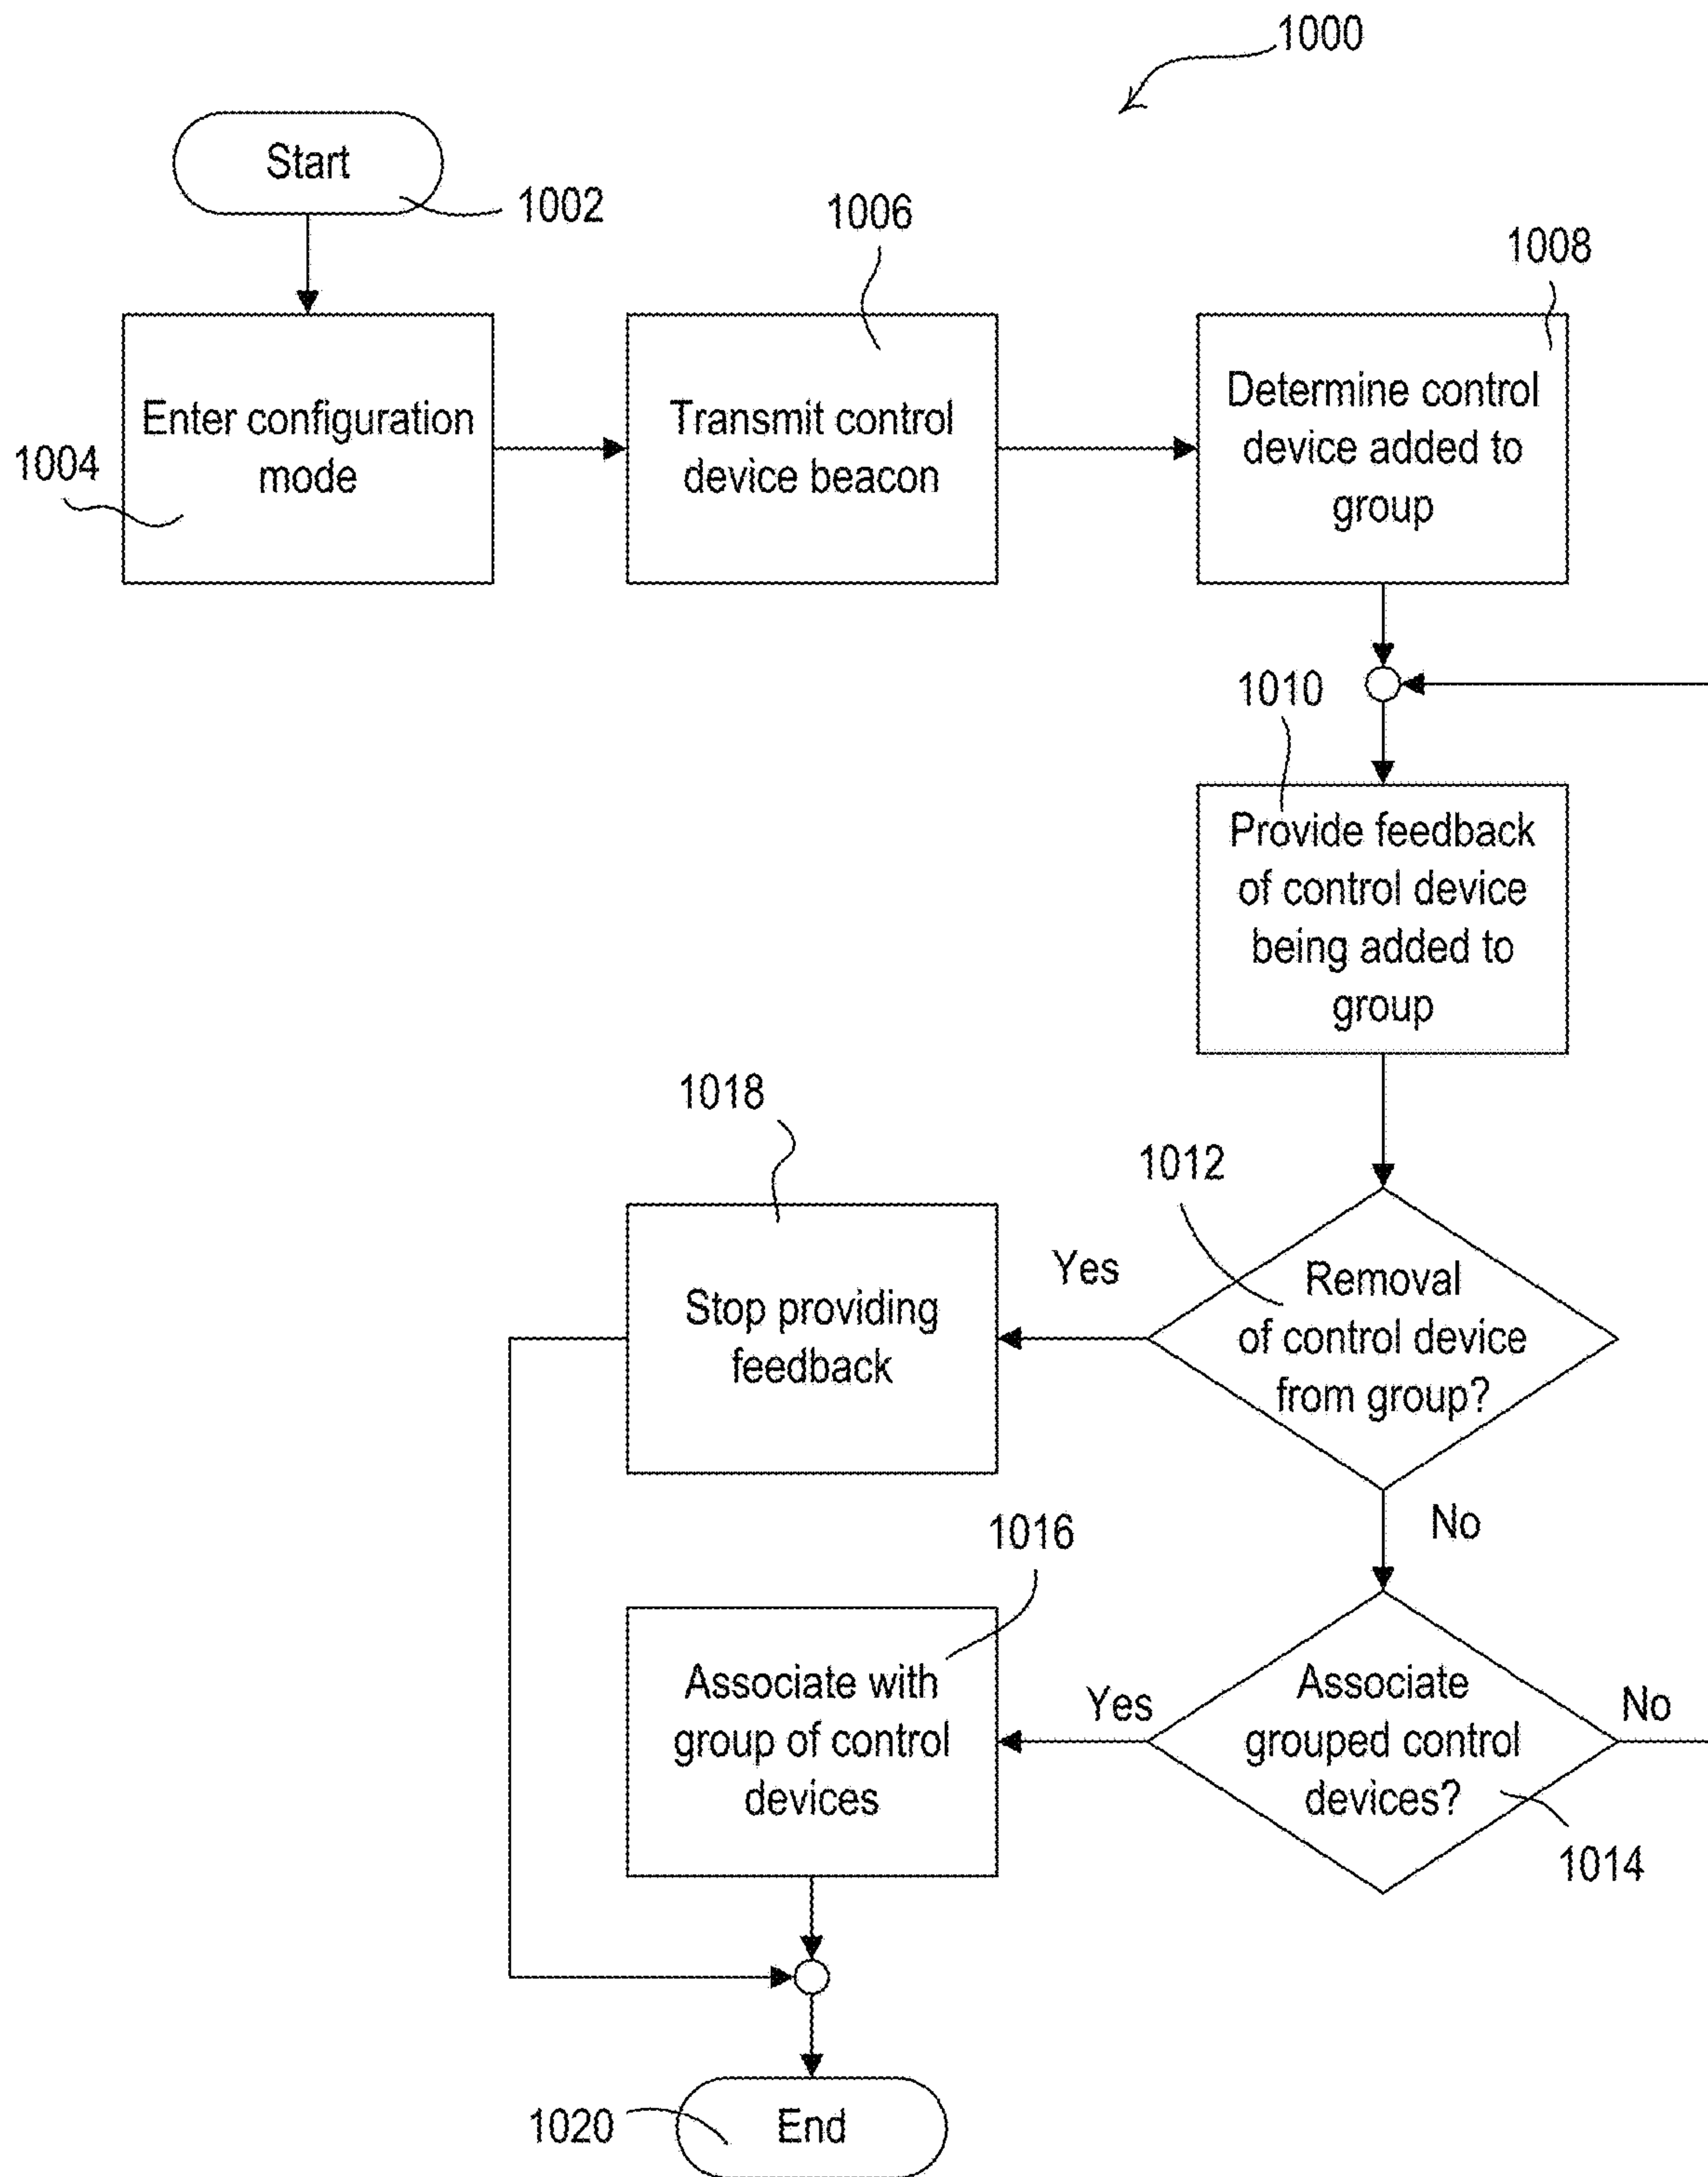 1000
Start
1002
1006
1008
Enter configuration
mode
1004
Transmit control
device beacon
Determine control
device added to
group
1010
Provide feedback
of control device
being added to
group
1018
1012
Stop providing
feedback
Yes
Removal
of control device
from group?
No
1016
Associate with
group of control
devices
Yes
Associate
grouped control
devices?
No
1014
1020
End